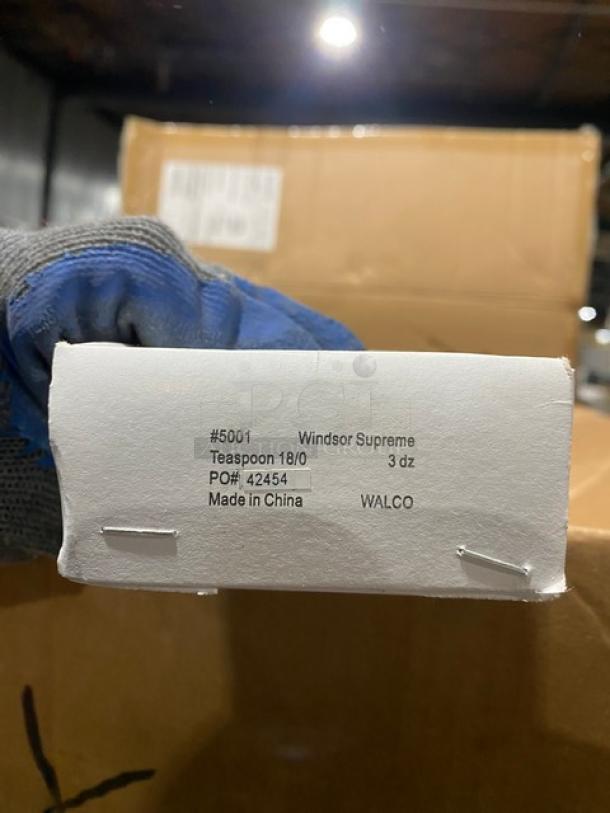 #5001 Windsor Supreme
Teaspoon 18/0 3 dz
PO# 42454
Made in China WALCO